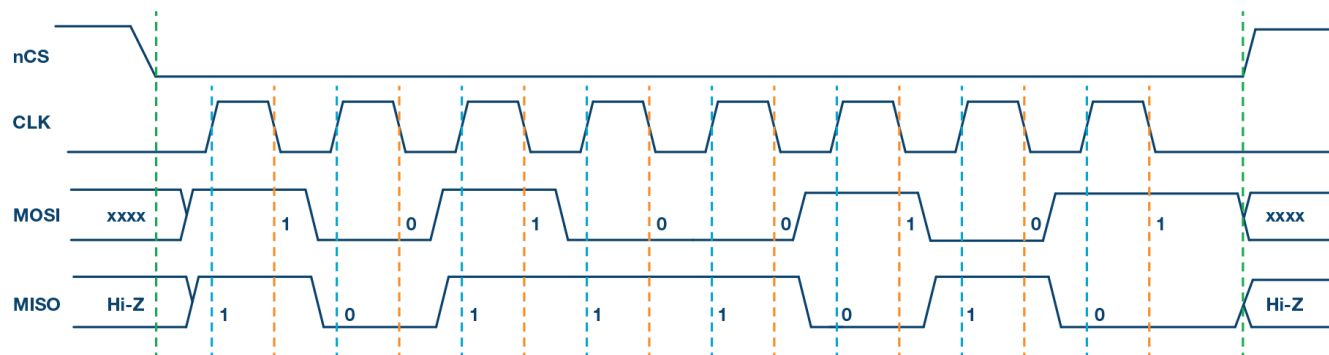 nCS
CLK
MOSI xxxx 1 0 1 0 0 1 0 1 xxxx
MISO Hi-Z 1 0 1 1 1 0 1 0 Hi-Z